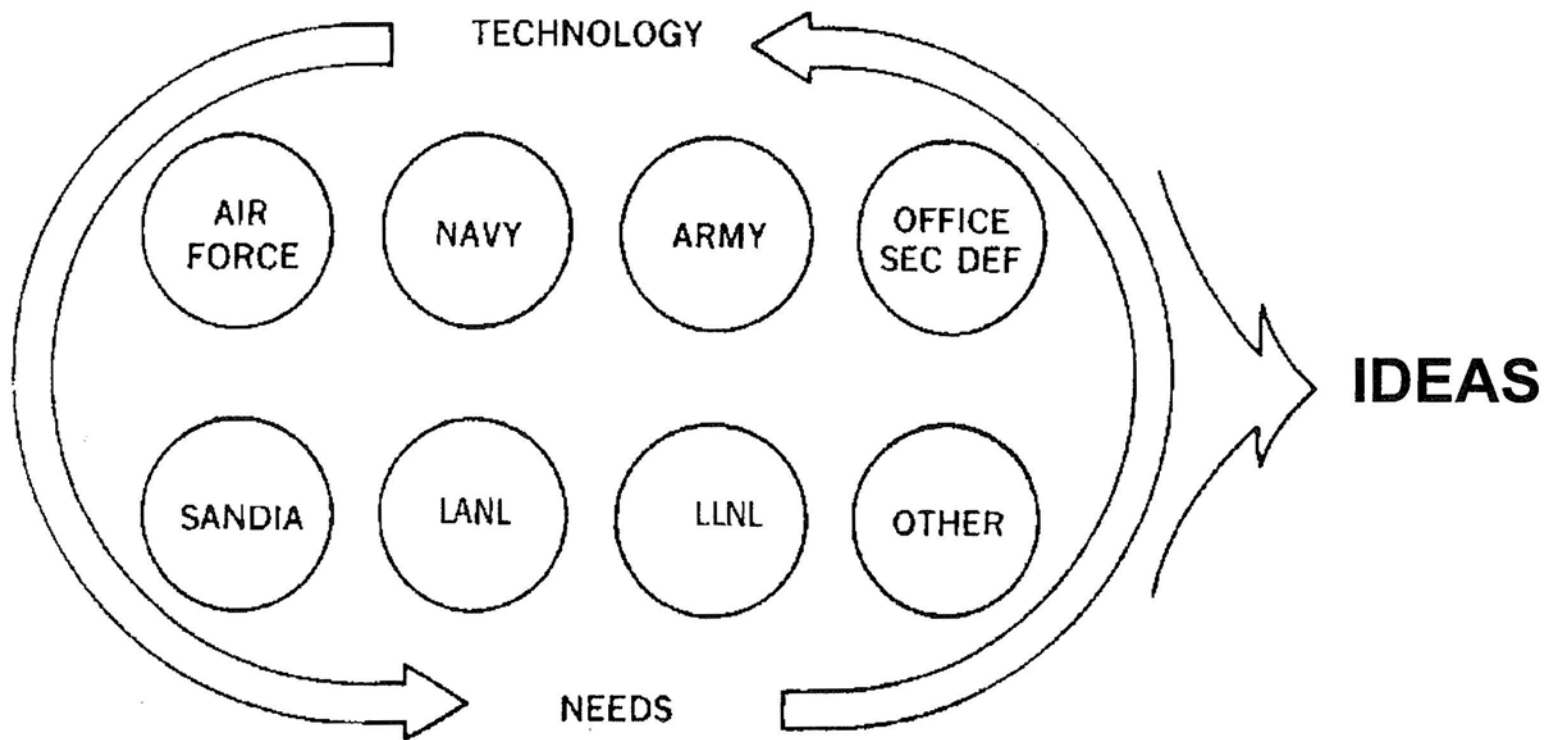 TECHNOLOGY
AIR
FORCE
NAVY
ARMY
OFFICE
SEC DEF
IDEAS
SANDIA
LANL
LLNL
OTHER
NEEDS